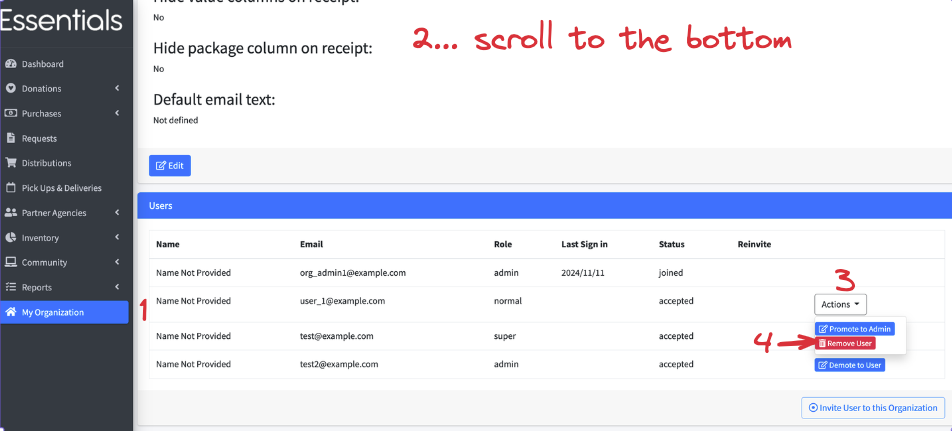 Essentials
Dashboard
Donations
Purchases
Requests
Distributions
Pick Ups & Deliveries
Partner Agencies
Inventory
Community
Reports
My Organization
No
2... scroll to the bottom
Hide package column on receipt:
No
Default email text:
Not defined
Edit
Users
Name Email Role Last Sign in Status Reinvite
Name Not Provided org_admin1@example.com admin 2024/11/11 joined
3
1 Name Not Provided user_1@example.com normal accepted Actions
Promote to Admin
Name Not Provided test@example.com super accepted
4 Remove User
Name Not Provided test2@example.com admin accepted Demote to User
Invite User to this Organization